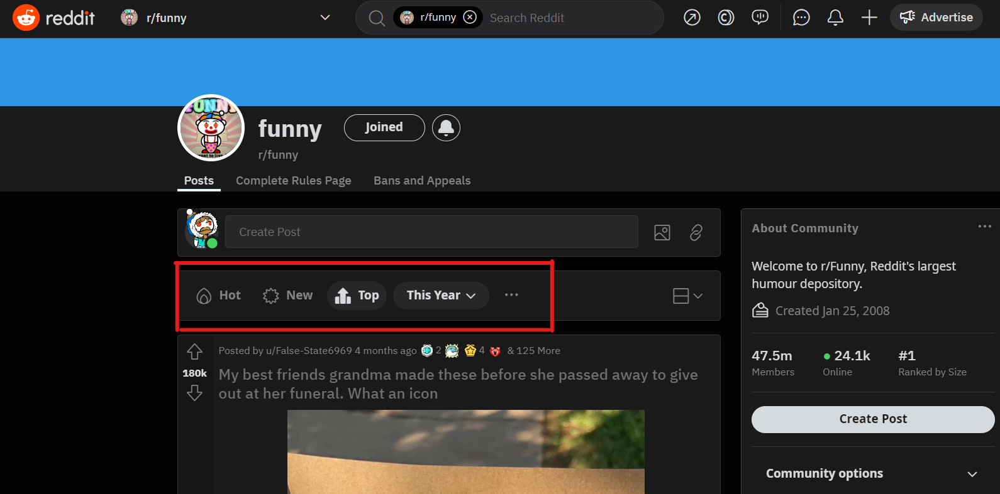 reddit r/funny r/funny Search Reddit Advertise
FUNNY
funny Joined
r/funny
Posts Complete Rules Page Bans and Appeals
Create Post
Hot New Top This Year ...
Posted by u/False-State6969 4 months ago 2 4 & 125 More
180k
My best friends grandma made these before she passed away to give
out at her funeral. What an icon
About Community ...
Welcome to r/Funny, Reddit's largest
humour depository.
Created Jan 25, 2008
47.5m 24.1k #1
Members Online Ranked by Size
Create Post
Community options